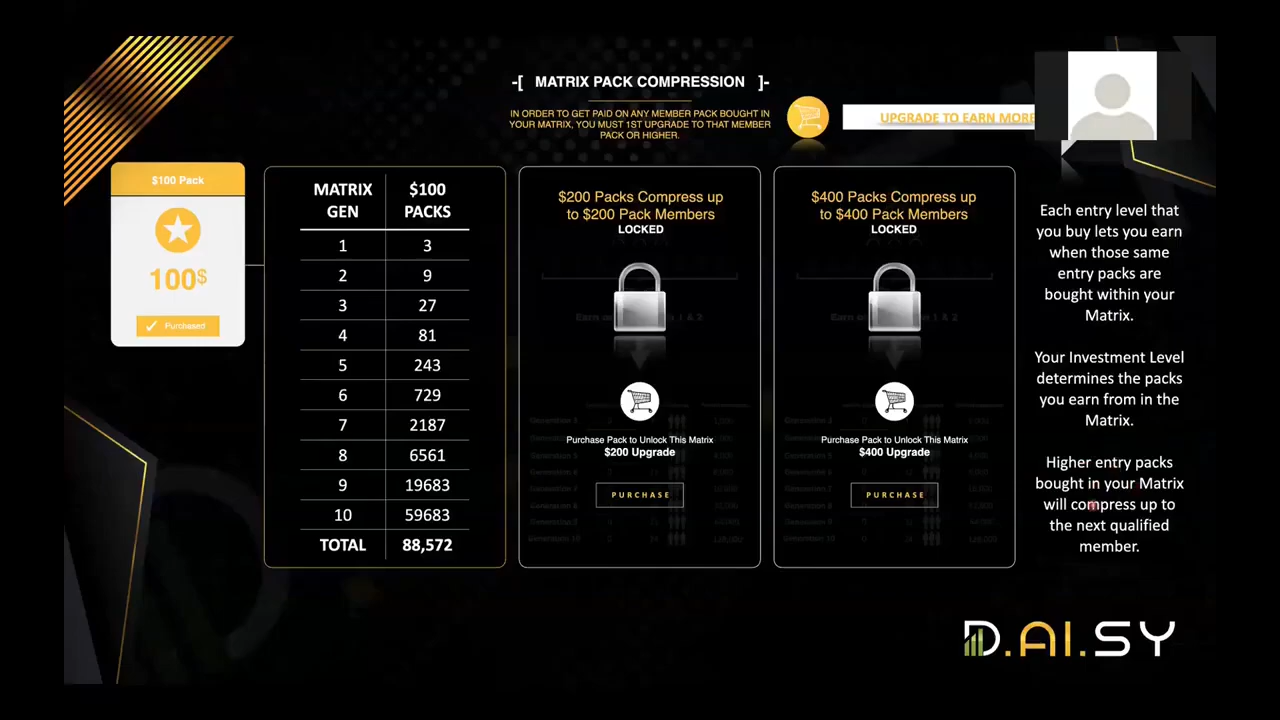 -[ MATRIX PACK COMPRESSION ]-
IN ORDER TO GET PAID ON ANY MEMBER PACK BOUGHT IN
YOUR MATRIX, YOU MUST 1ST UPGRADE TO THAT MEMBER
PACK OR HIGHER.
UPGRADE TO EARN MORE
$100 Pack
100$
Purchased
MATRIX GEN $100 PACKS
1 3
2 9
3 27
4 81
5 243
6 729
7 2187
8 6561
9 19683
10 59683
TOTAL 88,572
$200 Packs Compress up
to $200 Pack Members
LOCKED
Purchase Pack to Unlock This Matrix
$200 Upgrade
PURCHASE
$400 Packs Compress up
to $400 Pack Members
LOCKED
Purchase Pack to Unlock This Matrix
$400 Upgrade
PURCHASE
Each entry level that
you buy lets you earn
when those same
entry packs are
bought within your
Matrix.
Your Investment Level
determines the packs
you earn from in the
Matrix.
Higher entry packs
bought in your Matrix
will compress up to
the next qualified
member.
D.AI.SY